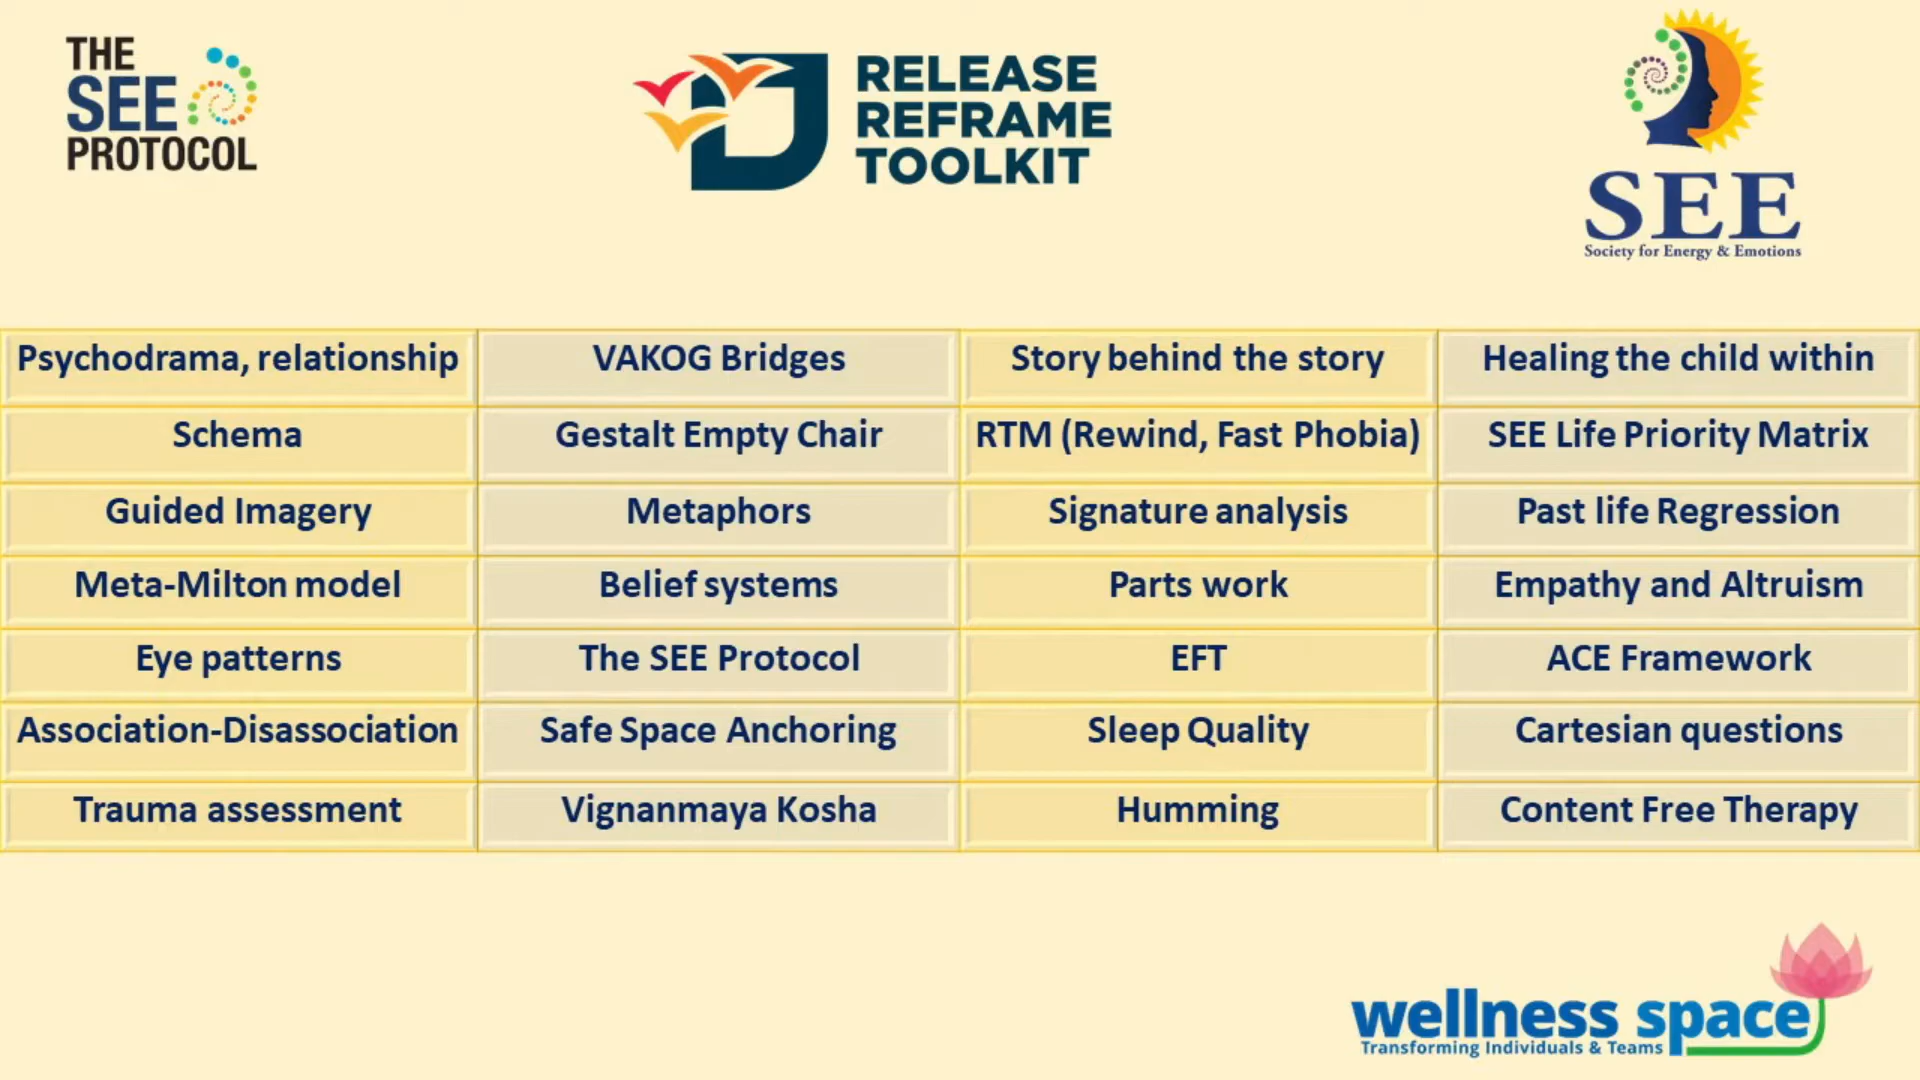 THE
SEE
PROTOCOL
RELEASE
REFRAME
TOOLKIT
SEE
Society for Energy & Emotions
Psychodrama, relationship
VAKOG Bridges
Story behind the story
Healing the child within
Schema
Gestalt Empty Chair
RTM (Rewind, Fast Phobia)
SEE Life Priority Matrix
Guided Imagery
Metaphors
Signature analysis
Past life Regression
Meta-Milton model
Belief systems
Parts work
Empathy and Altruism
Eye patterns
The SEE Protocol
EFT
ACE Framework
Association-Disassociation
Safe Space Anchoring
Sleep Quality
Cartesian questions
Trauma assessment
Vignanmaya Kosha
Humming
Content Free Therapy
wellness space
Transforming Individuals & Teams